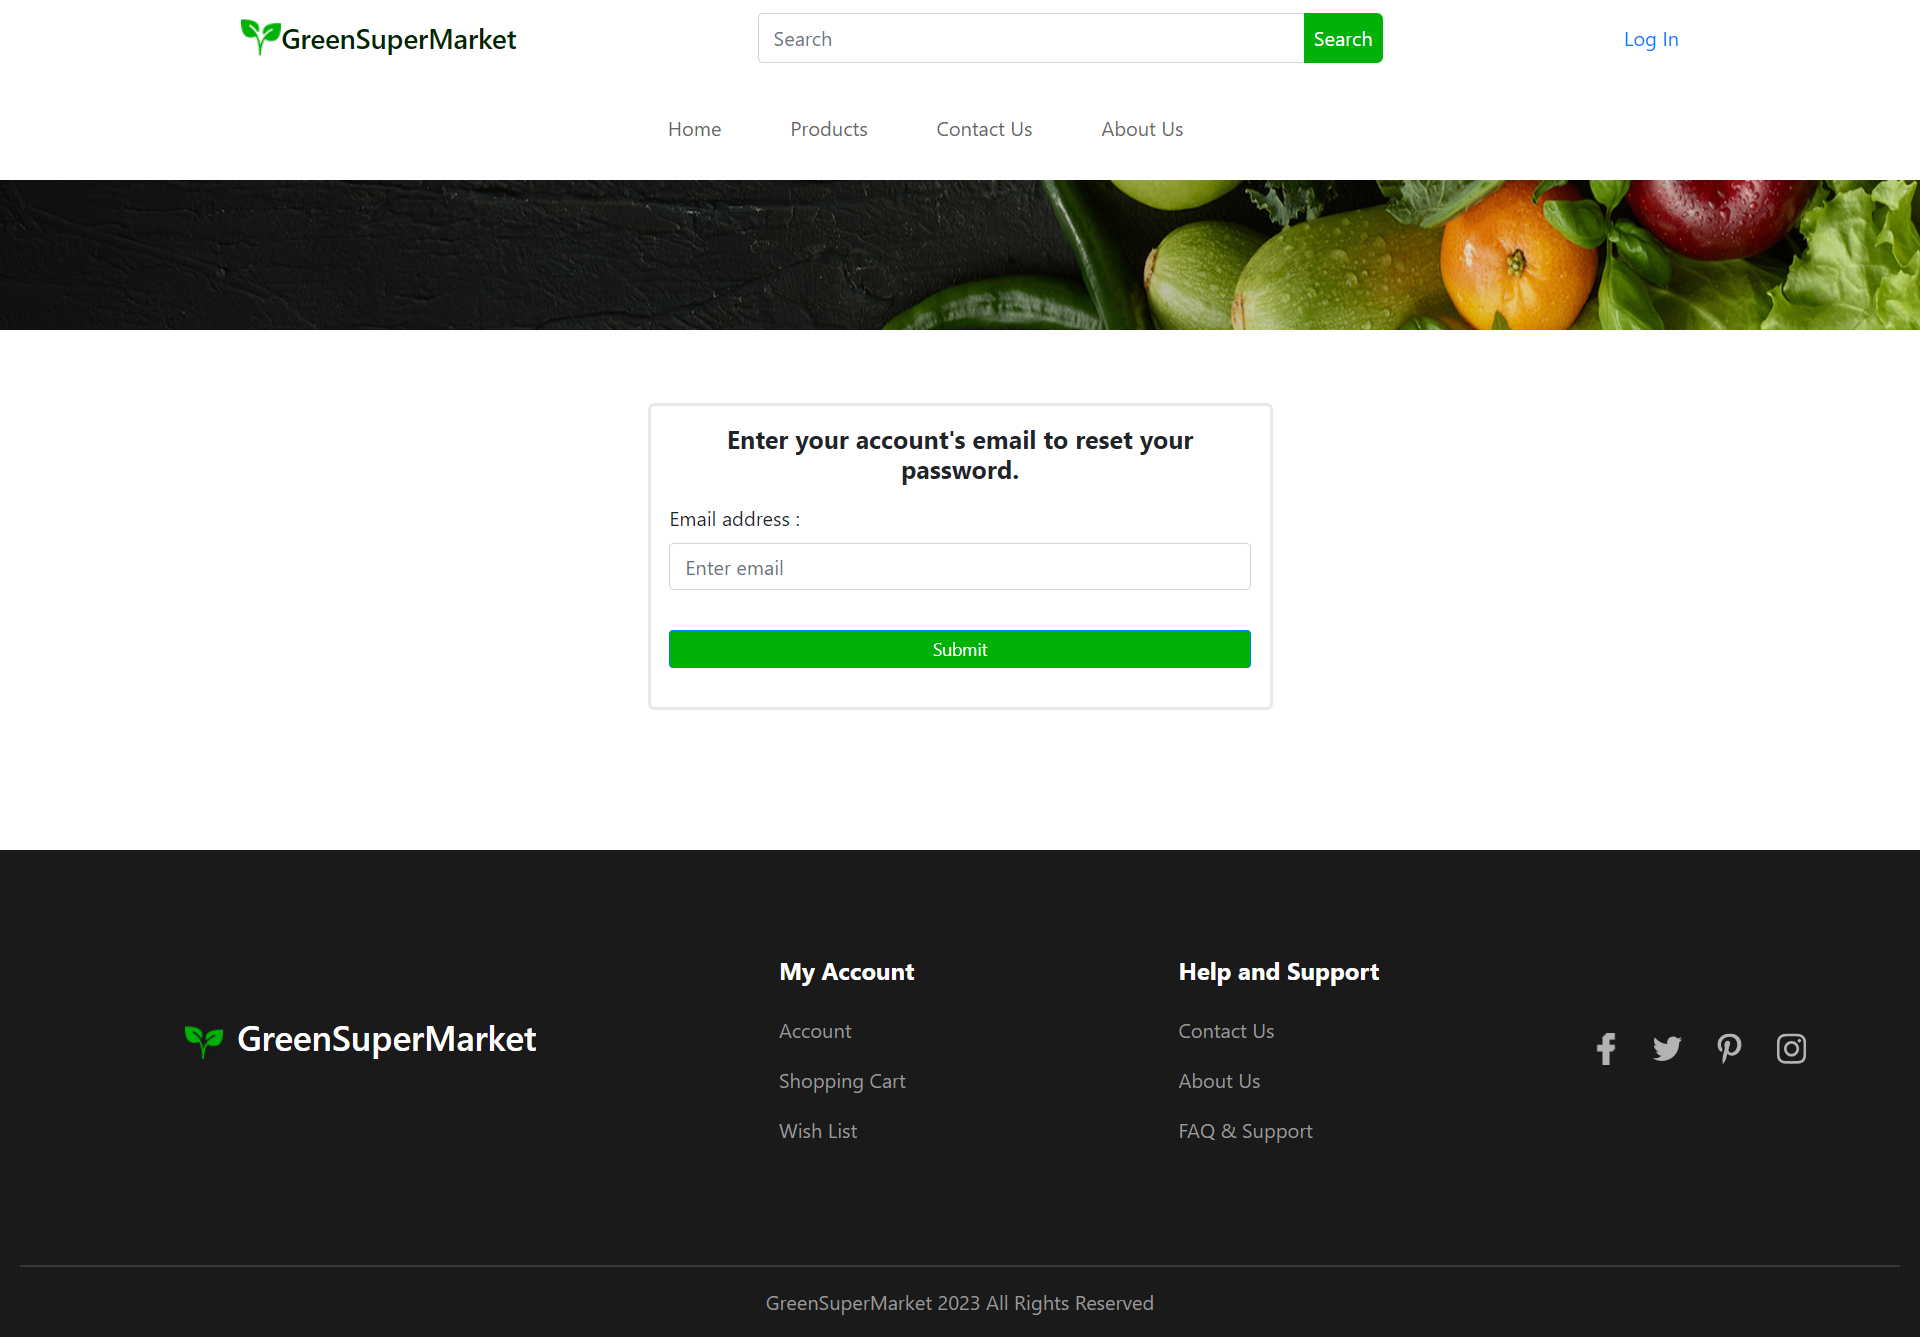 GreenSuperMarket
Search
Search
Log In
Home
Products
Contact Us
About Us
Enter your account's email to reset your
password.
Email address :
Enter email
Submit
GreenSuperMarket
My Account
Account
Shopping Cart
Wish List
Help and Support
Contact Us
About Us
FAQ & Support
GreenSuperMarket 2023 All Rights Reserved